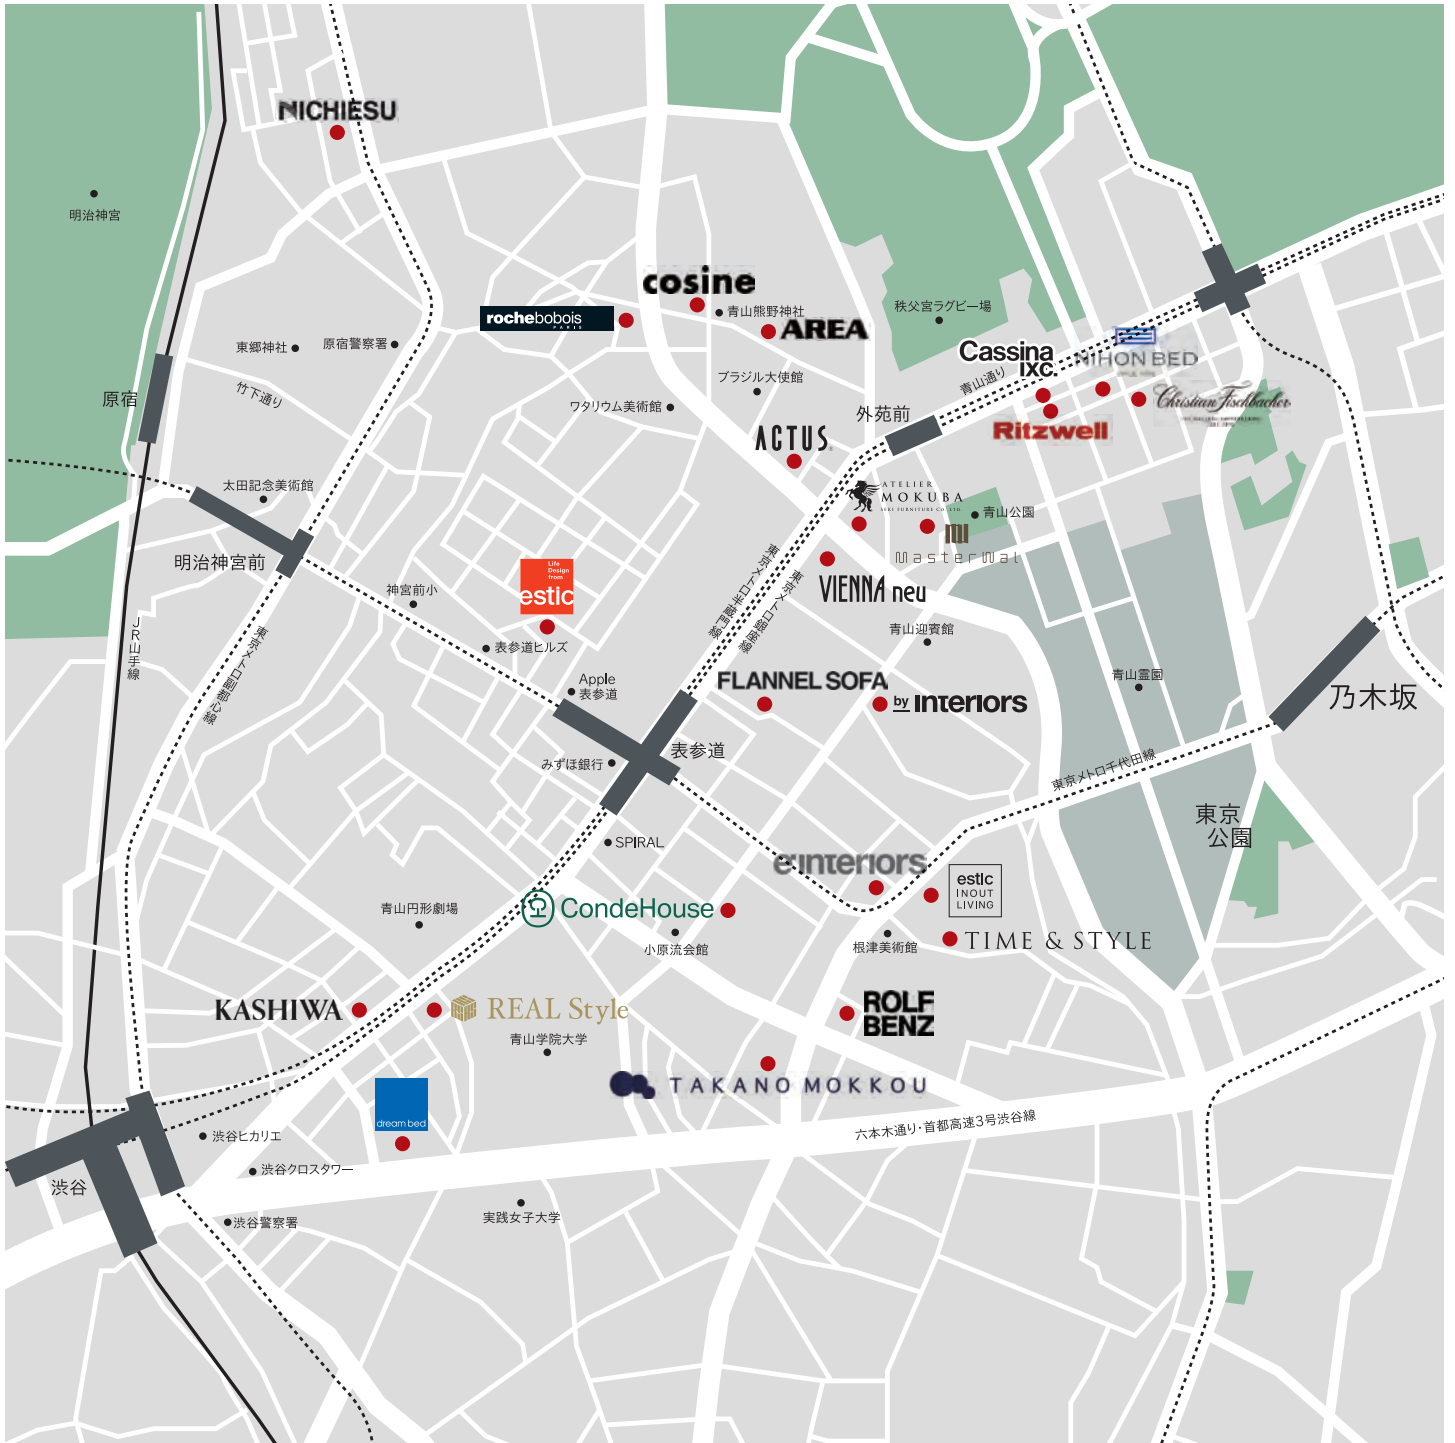 NICHIESU
明治神宮
cosine
rochebobois
PARIS
青山熊野神社
AREA
秩父宮ラグビー場
東郷神社
原宿警察署
Cassina
ixc.
NIHON BED
青山通り
ブラジル大使館
竹下通り
原宿
ワタリウム美術館
外苑前
Christian Fischbacher
Ritzwell
ACTUS
太田記念美術館
ATELIER
MOKUBA
SEKI FURNITURE CO. LTD.
青山公園
MasterWal
明治神宮前
Life
Design
from
estic
神宮前小
VIENNA neu
東京メトロ半蔵門線
東京メトロ銀座線
青山迎賓館
JR山手線
東京メトロ副都心線
表参道ヒルズ
Apple
表参道
FLANNEL SOFA
by interiors
青山霊園
乃木坂
みずほ銀行
表参道
東京メトロ千代田線
東京
公園
SPIRAL
e'interiors
estic
INOUT
LIVING
青山円形劇場
CondeHouse
小原流会館
根津美術館
TIME & STYLE
KASHIWA
REAL Style
ROLF
BENZ
青山学院大学
TAKANO MOKKOU
dream bed
六本木通り・首都高速3号渋谷線
渋谷ヒカリエ
渋谷クロスタワー
渋谷
渋谷警察署
実践女子大学